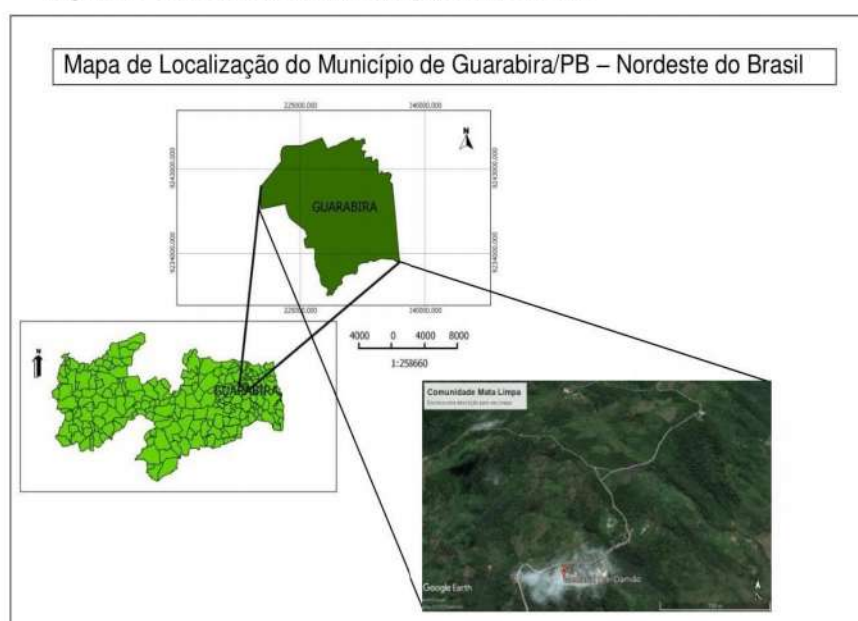 Mapa de Localização do Município de Guarabira/PB – Nordeste do Brasil
225000,000
240000,000
N
9243000,000
9243000,000
GUARABIRA
9234000,000
9234000,000
225000,000
240000,000
4000 0 4000 8000
1:258660
N
GUARABIRA
Comunidade Mata Limpa
Google Earth